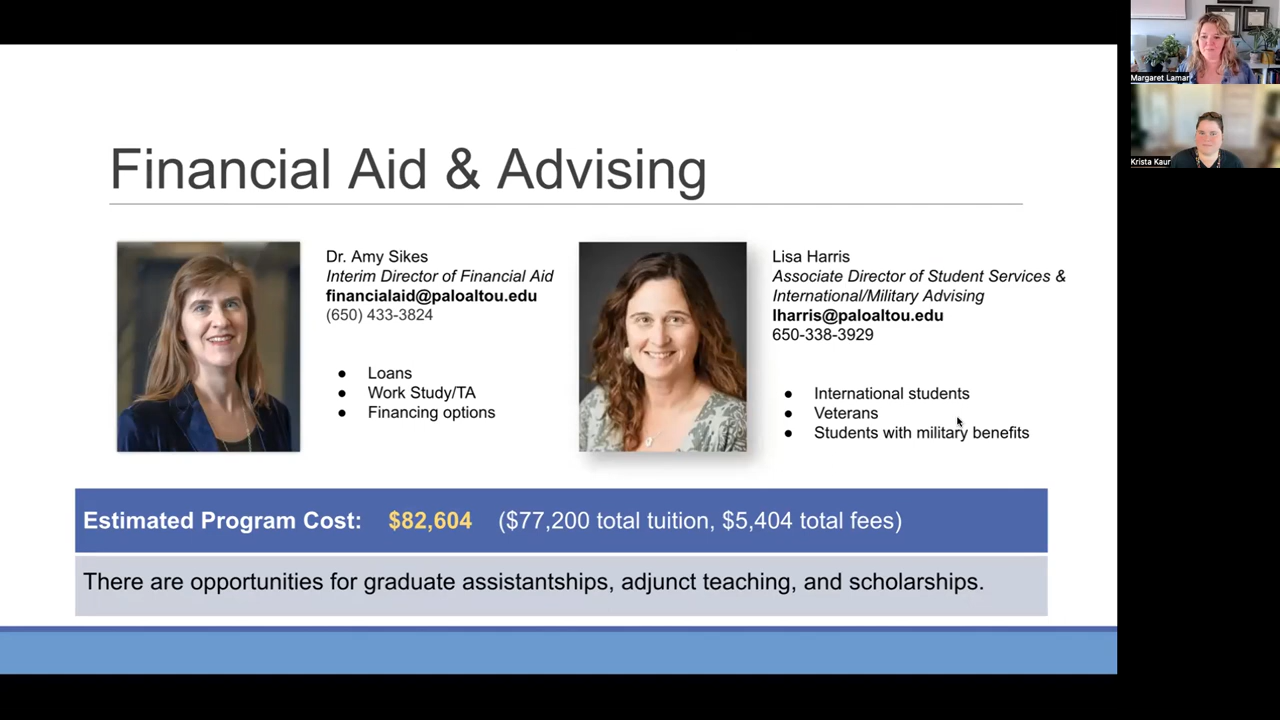 Financial Aid & Advising
Dr. Amy Sikes
Interim Director of Financial Aid
financialaid@paloaltou.edu
(650) 433-3824
● Loans
● Work Study/TA
● Financing options
Lisa Harris
Associate Director of Student Services &
International/Military Advising
lharris@paloaltou.edu
650-338-3929
● International students
● Veterans
● Students with military benefits
Estimated Program Cost: $82,604 ($77,200 total tuition, $5,404 total fees)
There are opportunities for graduate assistantships, adjunct teaching, and scholarships.
Margaret Lamar
Krista Kaur